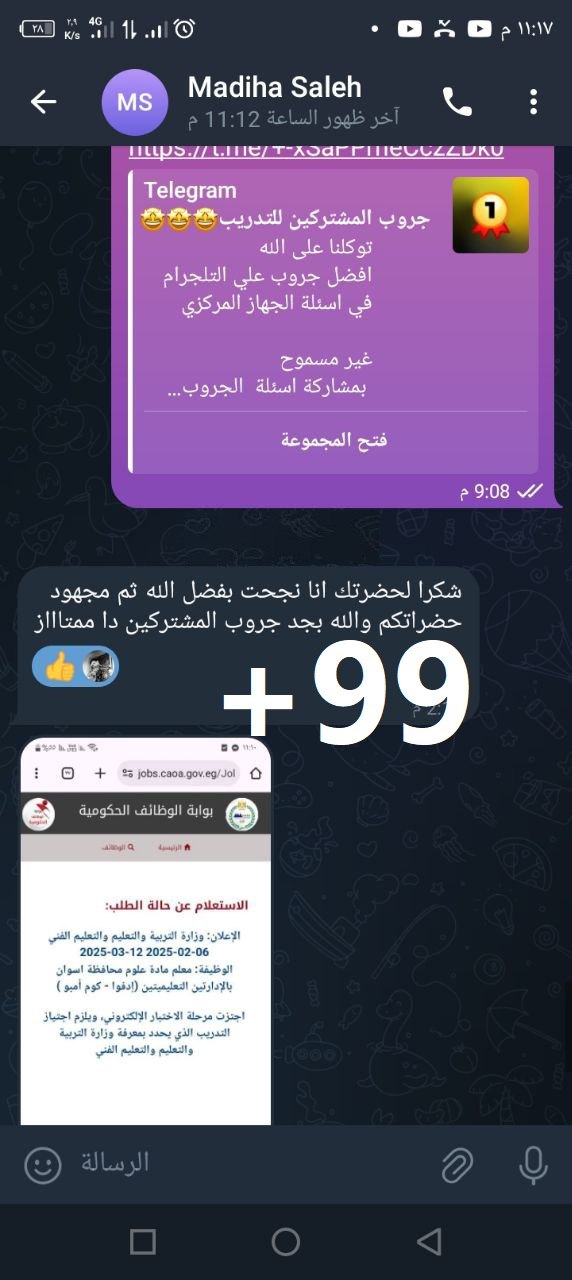 ١١:١٧ م
٢٨
٢,٩
K/s
4G
MS
Madiha Saleh
آخر ظهور الساعة 11:12 م
https://t.me/+-xSaPPmeCCzZDk0
Telegram
جروب المشتركين للتدريب🤩🤩🤩
توكلنا على الله
افضل جروب علي التلجرام
في اسئلة الجهاز المركزي
غير مسموح
بمشاركة اسئلة الجروب...
1
فتح المجموعة
9:08 م
شكرا لحضرتك انا نجحت بفضل الله ثم مجهود
حضراتكم والله بجد جروب المشتركين دا ممتاااز
👍
+99
jobs.caoa.gov.eg/Jol
بوابة الوظائف الحكومية
الرئيسية
الوظائف
الاستعلام عن حالة الطلب:
الإعلان: وزارة التربية والتعليم والتعليم الفني
2025-03-12 2025-02-06
الوظيفة: معلم مادة علوم محافظة اسوان
بالإدارتين التعليميتين (إدفوا - كوم أمبو )
اجتزت مرحلة الاختبار الإلكتروني، ويلزم اجتياز
التدريب الذي يحدد بمعرفة وزارة التربية
والتعليم والتعليم الفني
الرسالة